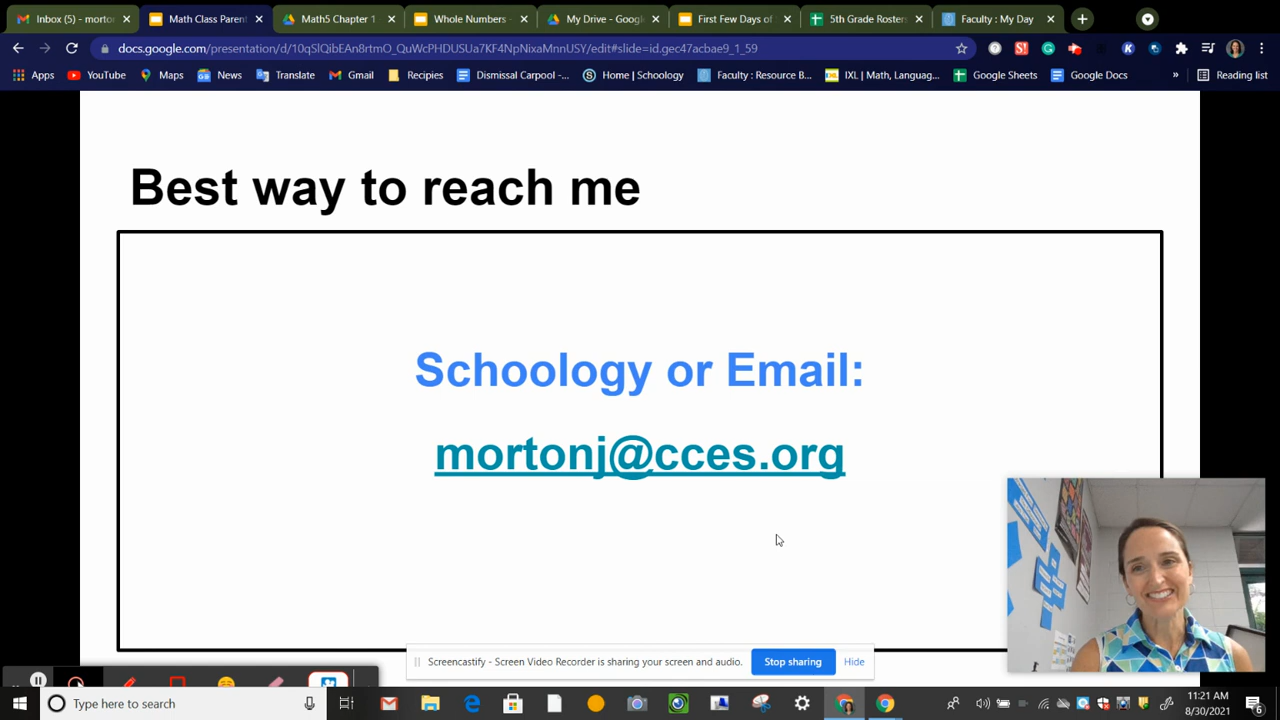 Inbox (5) - mortor
Math Class Parent
Math5 Chapter 1
Whole Numbers -
My Drive - Google
First Few Days of
5th Grade Rosters
Faculty : My Day
docs.google.com/presentation/d/10qSlQibEAn8rtmO_QuWcPHDUSUa7KF4NpNixaMnnUSY/edit#slide=id.gec47acbae9_1_59
Apps
YouTube
Maps
News
Translate
Gmail
Recipies
Dismissal Carpool -...
Home | Schoology
Faculty : Resource B...
IXL | Math, Languag...
Google Sheets
Google Docs
»
Reading list
Best way to reach me
Schoology or Email:
mortonj@cces.org
Screencastify - Screen Video Recorder is sharing your screen and audio.
Stop sharing
Hide
Type here to search
11:21 AM
8/30/2021
6